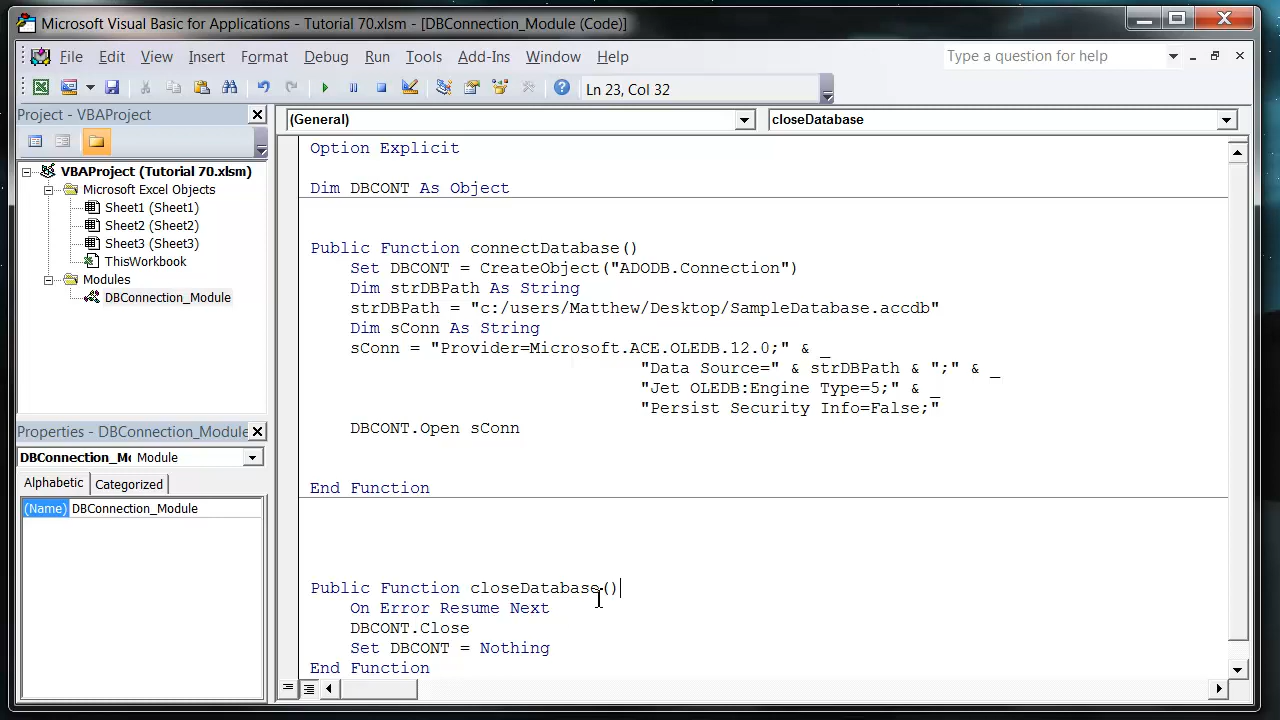 Microsoft Visual Basic for Applications - Tutorial 70.xlsm - [DBConnection_Module (Code)]
File Edit View Insert Format Debug Run Tools Add-Ins Window Help
Type a question for help
Ln 23, Col 32
Project - VBAProject
(General)
closeDatabase
VBAProject (Tutorial 70.xlsm)
Microsoft Excel Objects
Sheet1 (Sheet1)
Sheet2 (Sheet2)
Sheet3 (Sheet3)
ThisWorkbook
Modules
DBConnection_Module
Properties - DBConnection_Module
DBConnection_Mo Module
Alphabetic Categorized
(Name) DBConnection_Module
Option Explicit
Dim DBCONT As Object
Public Function connectDatabase()
Set DBCONT = CreateObject("ADODB.Connection")
Dim strDBPath As String
strDBPath = "c:/users/Matthew/Desktop/SampleDatabase.accdb"
Dim sConn As String
sConn = "Provider=Microsoft.ACE.OLEDB.12.0;" & _
"Data Source=" & strDBPath & ";" & _
"Jet OLEDB:Engine Type=5;" & _
"Persist Security Info=False;"
DBCONT.Open sConn
End Function
Public Function closeDatabase()
On Error Resume Next
DBCONT.Close
Set DBCONT = Nothing
End Function